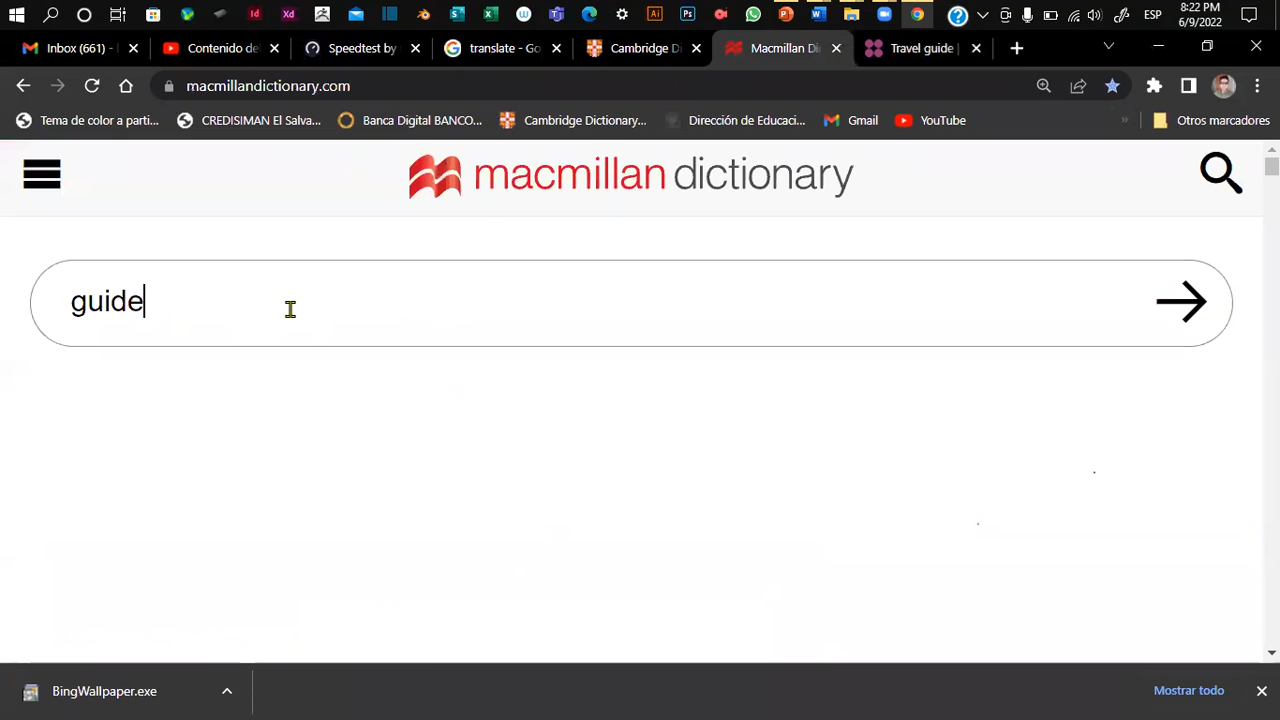 8:22 PM
ESP
6/9/2022
Inbox (661) -
Contenido de
Speedtest by
translate - Go
Cambridge D
Macmillan Di
Travel guide |
macmillandictionary.com
Tema de color a parti...
CREDISIMAN El Salva...
Banca Digital BANCO...
Cambridge Dictionary...
Dirección de Educaci...
Gmail
YouTube
»
Otros marcadores
macmillan dictionary
guide
BingWallpaper.exe
Mostrar todo